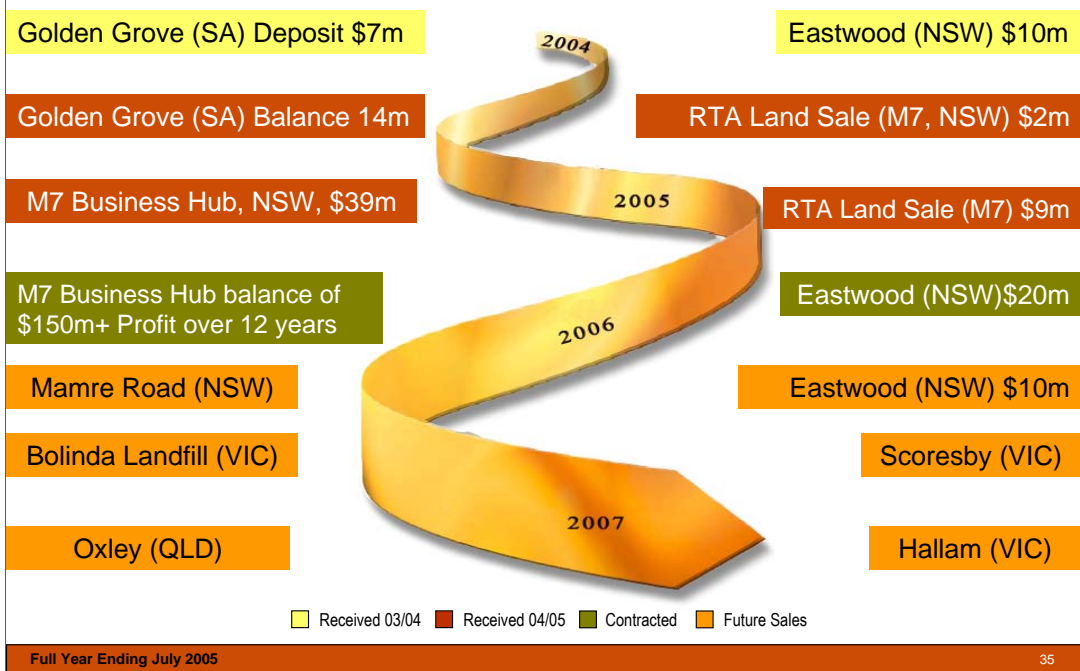 Golden Grove (SA) Deposit $7m
2004
Eastwood (NSW) $10m
Golden Grove (SA) Balance 14m
RTA Land Sale (M7, NSW) $2m
M7 Business Hub, NSW, $39m
2005
RTA Land Sale (M7) $9m
M7 Business Hub balance of
$150m+ Profit over 12 years
Eastwood (NSW)$20m
2006
Mamre Road (NSW)
Eastwood (NSW) $10m
Bolinda Landfill (VIC)
Scoresby (VIC)
2007
Oxley (QLD)
Hallam (VIC)
Received 03/04 Received 04/05 Contracted Future Sales
Full Year Ending July 2005 35